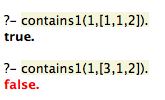 ?- contains1(1,[1,1,2]).
true.
?- contains1(1,[3,1,2]).
false.